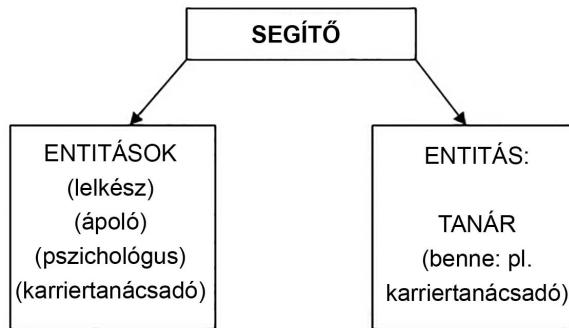 SEGÍTŐ
ENTITÁSOK
(lelkész)
(ápoló)
(pszichológus)
(karriertanácsadó)
ENTITÁS:
TANÁR
(benne: pl.
karriertanácsadó)